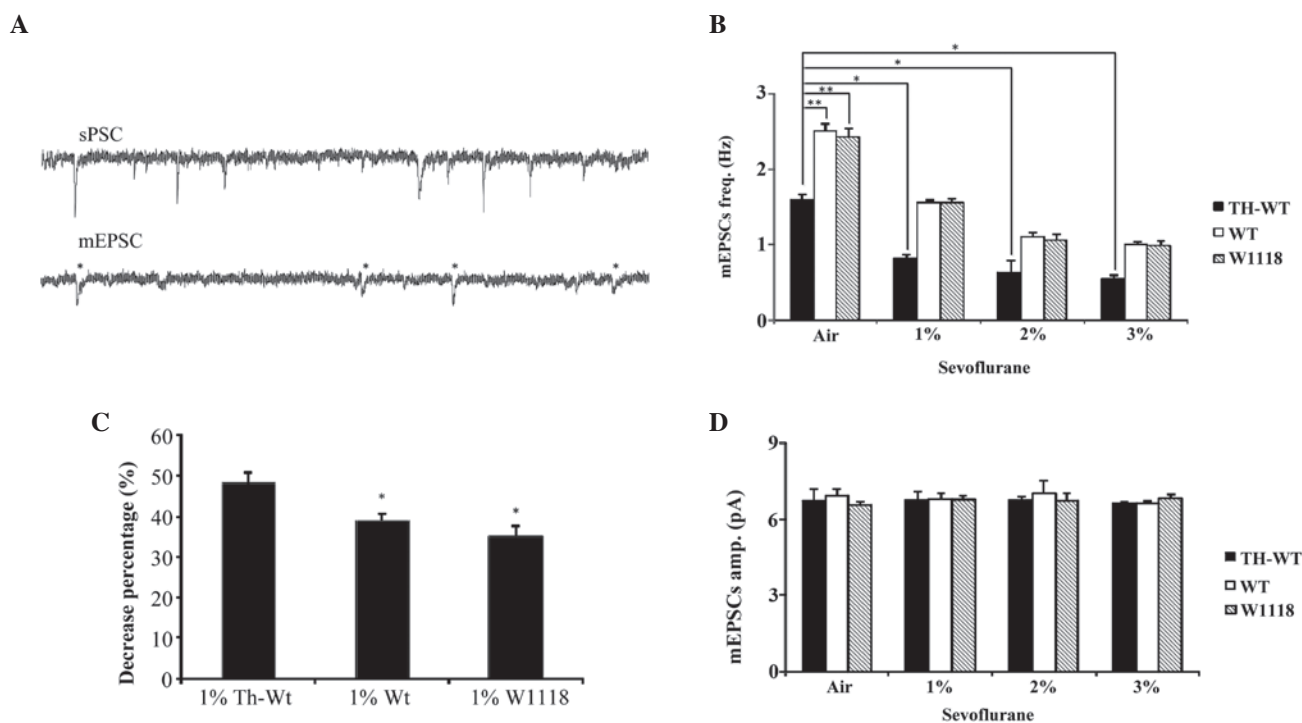 A
sPSC
mEPSC
* * * *
B
mEPSCs freq. (Hz)
3
2
1
0
*
*
*
**
**
Air 1% 2% 3%
Sevoflurane
TH-WT
WT
W1118
C
Decrease percentage (%)
60
50
40
30
20
10
0
*
*
1% Th-Wt 1% Wt 1% W1118
D
mEPSCs amp. (pA)
9
6
3
0
Air 1% 2% 3%
Sevoflurane
TH-WT
WT
W1118